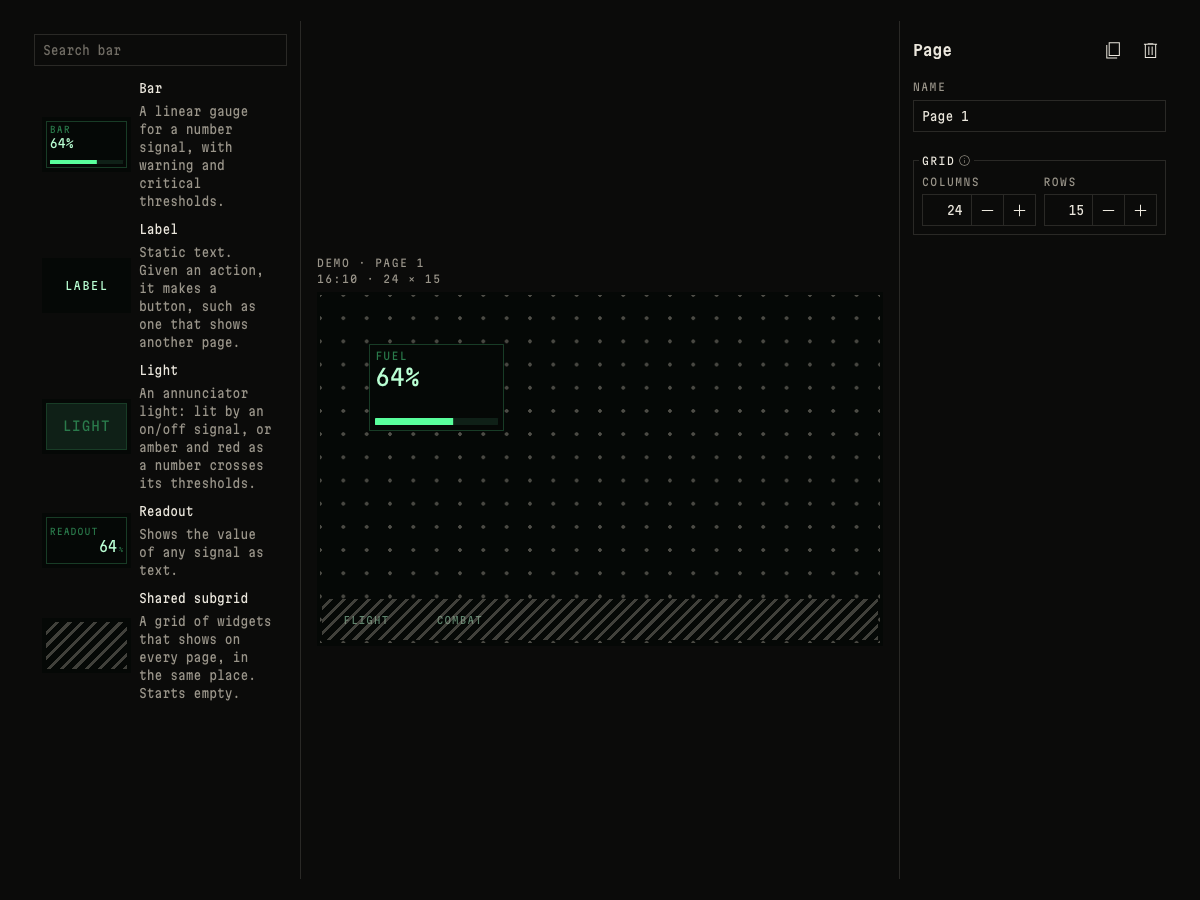 Search bar
BAR
64%
Bar
A linear gauge
for a number
signal, with
warning and
critical
thresholds.
LABEL
Label
Static text.
Given an action,
it makes a
button, such as
one that shows
another page.
LIGHT
Light
An annunciator
light: lit by an
on/off signal, or
amber and red as
a number crosses
its thresholds.
READOUT
64%
Readout
Shows the value
of any signal as
text.
Shared subgrid
A grid of widgets
that shows on
every page, in
the same place.
Starts empty.
DEMO · PAGE 1
16:10 · 24 × 15
FUEL
64%
FLIGHT COMBAT
Page
NAME
Page 1
GRID
COLUMNS ROWS
24 15